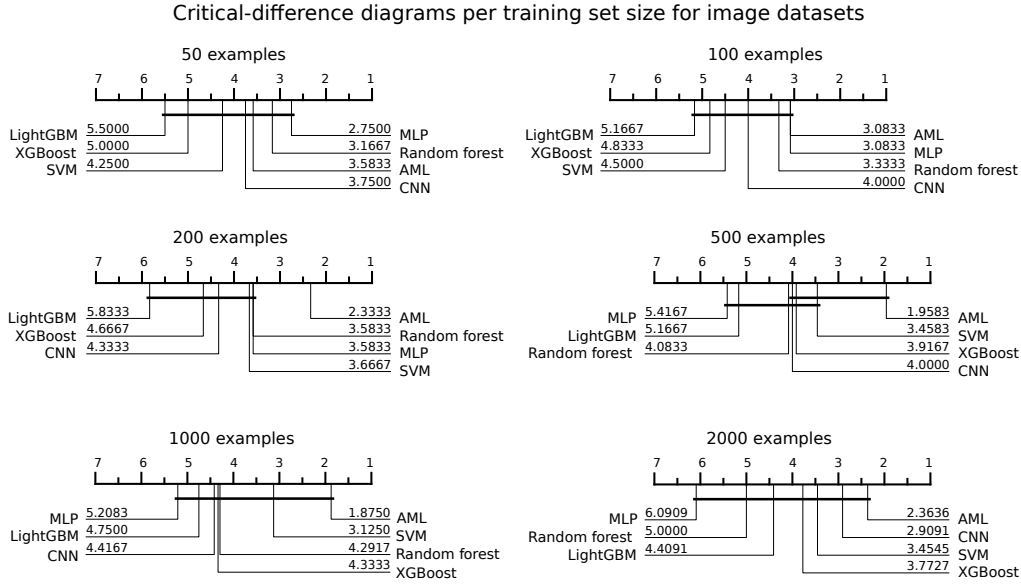 Critical-difference diagrams per training set size for image datasets
50 examples
7 6 5 4 3 2 1
LightGBM 5.5000 2.7500 MLP
XGBoost 5.0000 3.1667 Random forest
SVM 4.2500 3.5833 AML
3.7500 CNN
100 examples
7 6 5 4 3 2 1
LightGBM 5.1667 3.0833 AML
XGBoost 4.8333 3.0833 MLP
SVM 4.5000 3.3333 Random forest
4.0000 CNN
200 examples
7 6 5 4 3 2 1
LightGBM 5.8333 2.3333 AML
XGBoost 4.6667 3.5833 Random forest
CNN 4.3333 3.5833 MLP
3.6667 SVM
500 examples
7 6 5 4 3 2 1
MLP 5.4167 1.9583 AML
LightGBM 5.1667 3.4583 SVM
Random forest 4.0833 3.9167 XGBoost
4.0000 CNN
1000 examples
7 6 5 4 3 2 1
MLP 5.2083 1.8750 AML
LightGBM 4.7500 3.1250 SVM
CNN 4.4167 4.2917 Random forest
4.3333 XGBoost
2000 examples
7 6 5 4 3 2 1
MLP 6.0909 2.3636 AML
Random forest 5.0000 2.9091 CNN
LightGBM 4.4091 3.4545 SVM
3.7727 XGBoost